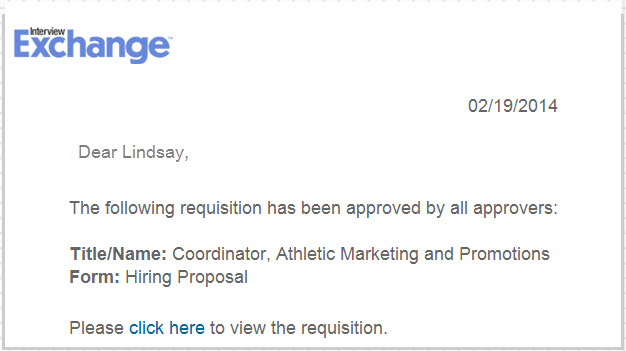 Interview
Exchange™
02/19/2014
Dear Lindsay,
The following requisition has been approved by all approvers:
Title/Name: Coordinator, Athletic Marketing and Promotions
Form: Hiring Proposal
Please click here to view the requisition.